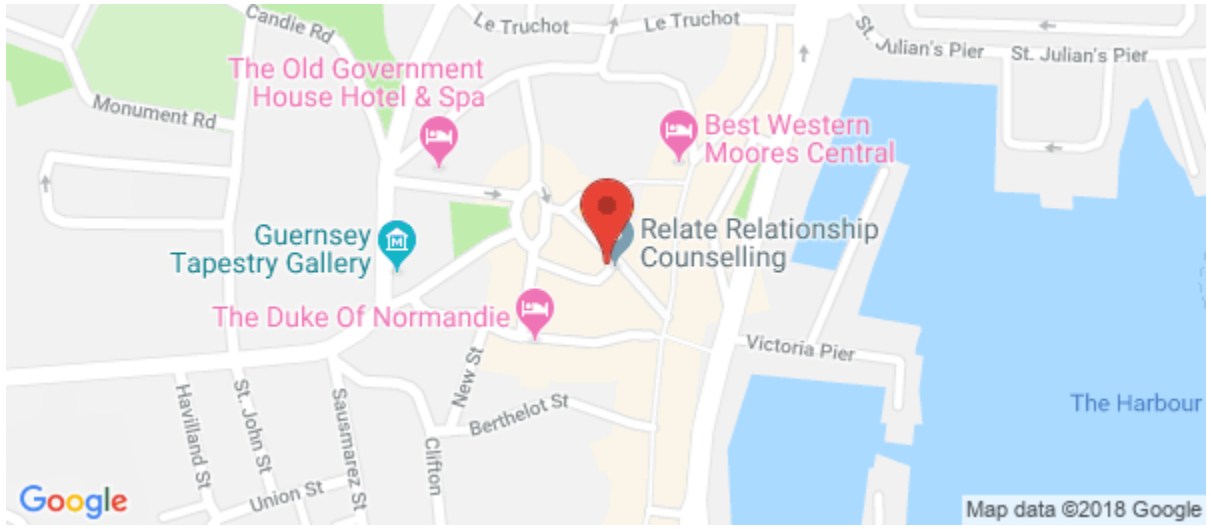 Candie Rd
Le Truchot
Le Truchot
St. Julian's Pier
St. Julian's Pier
The Old Government
House Hotel & Spa
Monument Rd
Best Western
Moores Central
Guernsey
Tapestry Gallery
Relate Relationship
Counselling
The Duke Of Normandie
Victoria Pier
New St
Berthelot St
The Harbour
Havilland St
St. John St
Sausmarez St
Clifton
Union St
Google
Map data ©2018 Google